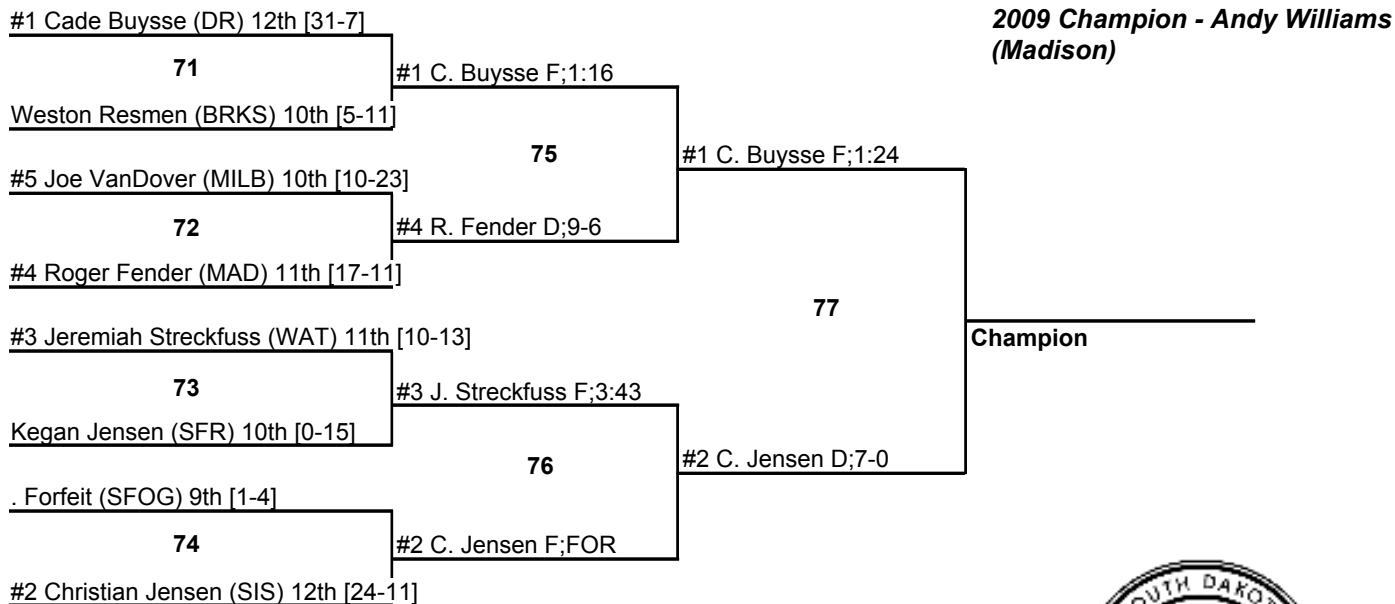 #1 Cade Buysse (DR) 12th [31-7]
2009 Champion - Andy Williams
(Madison)
71
#1 C. Buysse F;1:16
Weston Resmen (BRKS) 10th [5-11]
75
#1 C. Buysse F;1:24
#5 Joe VanDover (MILB) 10th [10-23]
72
#4 R. Fender D;9-6
#4 Roger Fender (MAD) 11th [17-11]
77
#3 Jeremiah Streckfuss (WAT) 11th [10-13]
Champion
73
#3 J. Streckfuss F;3:43
Kegan Jensen (SFR) 10th [0-15]
76
#2 C. Jensen D;7-0
. Forfeit (SFOG) 9th [1-4]
74
#2 C. Jensen F;FOR
#2 Christian Jensen (SIS) 12th [24-11]